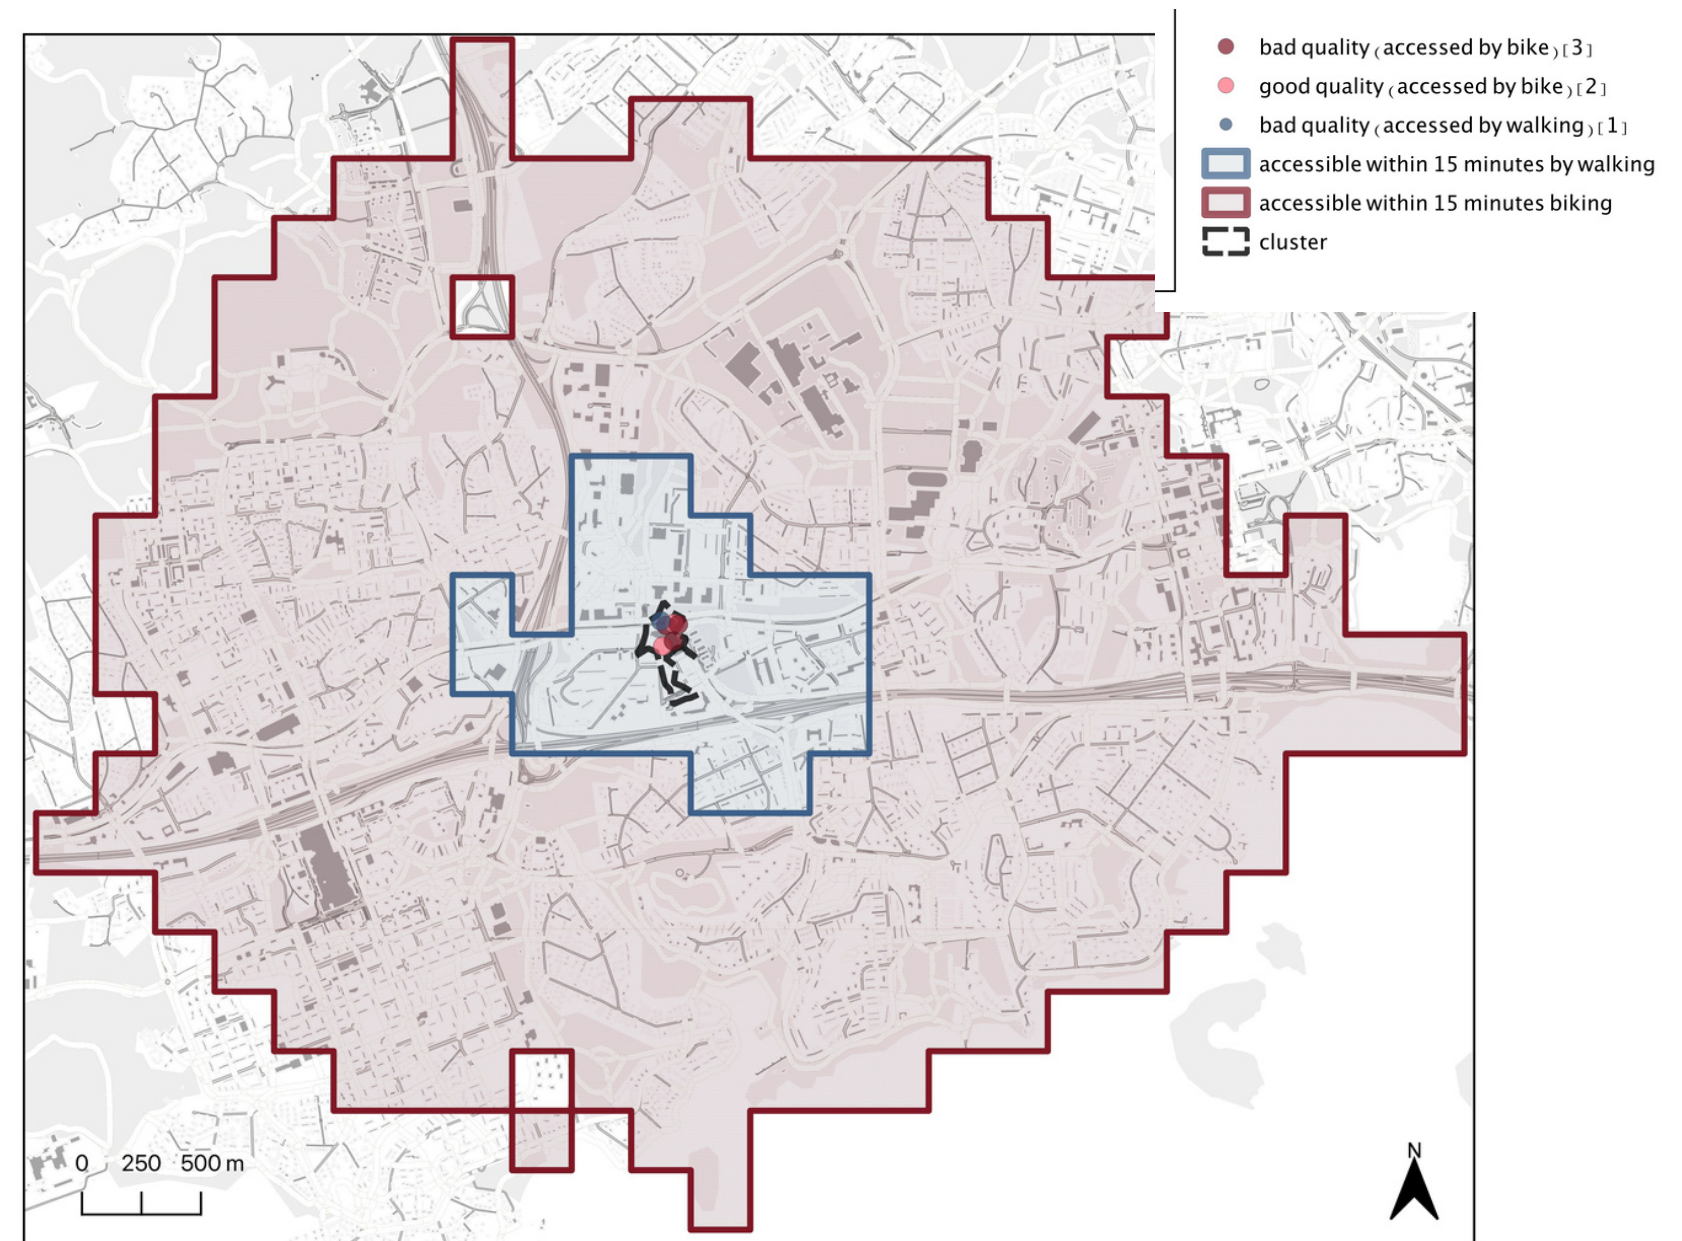 bad quality (accessed by bike) [3]
good quality (accessed by bike) [2]
bad quality (accessed by walking) [1]
accessible within 15 minutes by walking
accessible within 15 minutes biking
cluster
0 250 500 m
N